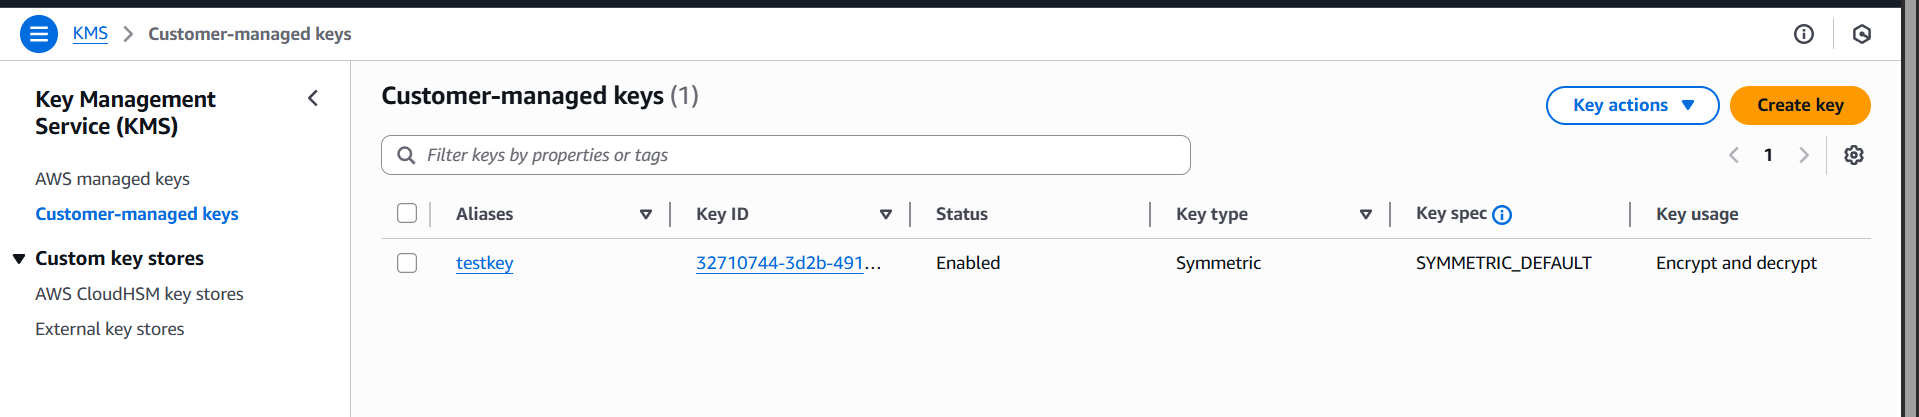 KMS > Customer-managed keys
Key Management
Service (KMS)
AWS managed keys
Customer-managed keys
Custom key stores
AWS CloudHSM key stores
External key stores
Customer-managed keys (1)
Key actions
Create key
Filter keys by properties or tags
1
Aliases Key ID Status Key type Key spec Key usage
testkey 32710744-3d2b-491... Enabled Symmetric SYMMETRIC_DEFAULT Encrypt and decrypt